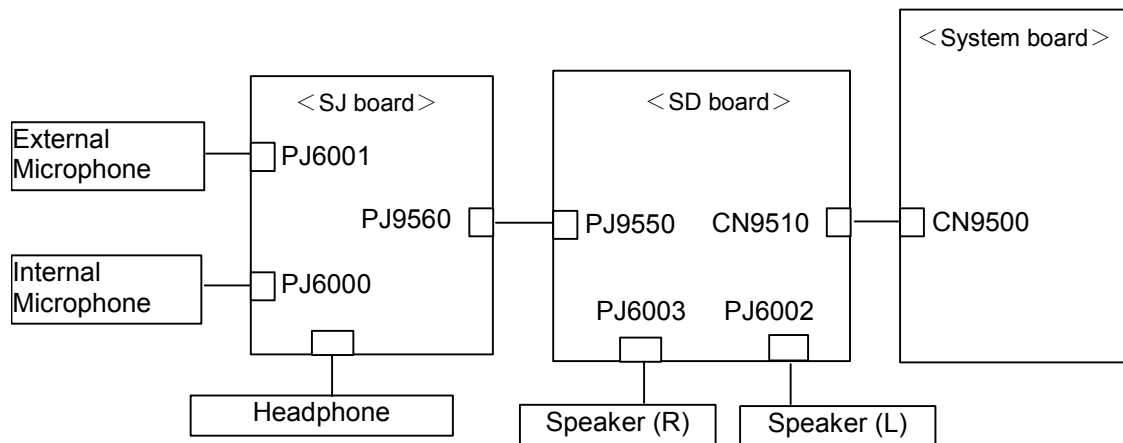 ＜System board＞
＜SJ board＞
＜SD board＞
External
Microphone
PJ6001
PJ9560
PJ9550
CN9510
CN9500
Internal
Microphone
PJ6000
PJ6003
PJ6002
Headphone
Speaker (R)
Speaker (L)